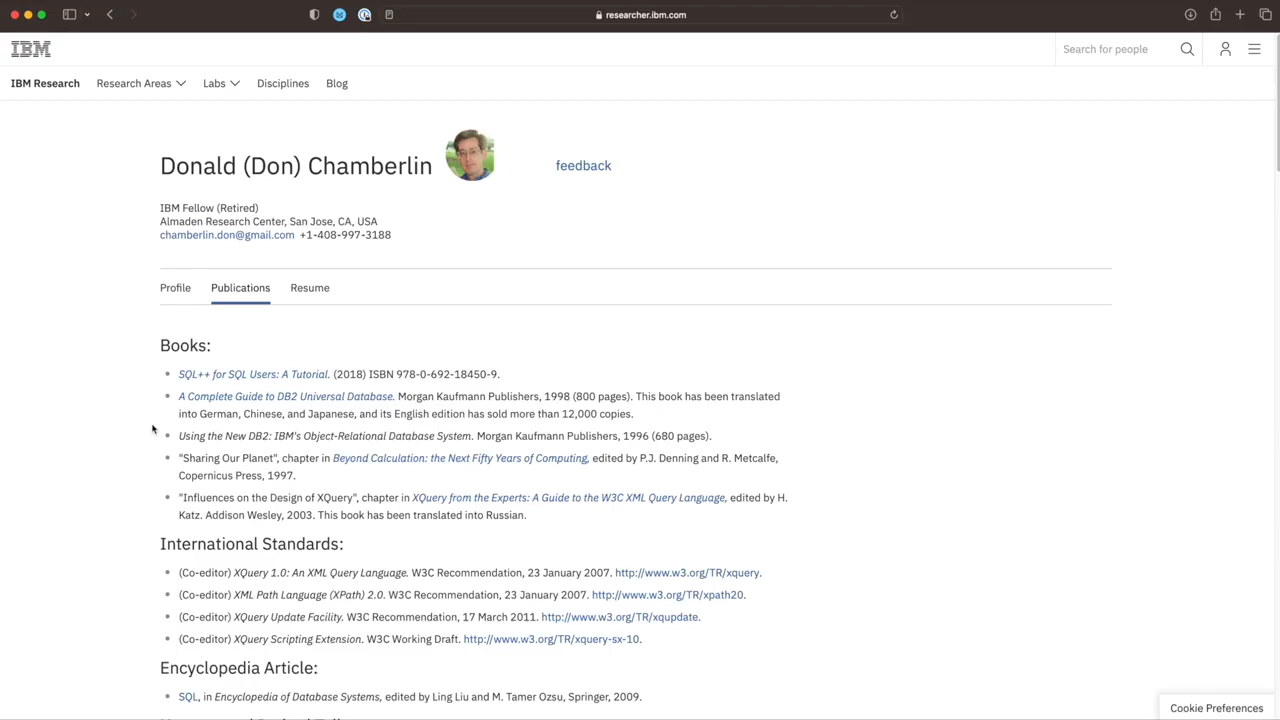 researcher.ibm.com
IBM
Search for people
IBM Research Research Areas Labs Disciplines Blog
Donald (Don) Chamberlin
feedback
IBM Fellow (Retired)
Almaden Research Center, San Jose, CA, USA
chamberlin.don@gmail.com +1-408-997-3188
Profile Publications Resume
Books:
SQL++ for SQL Users: A Tutorial. (2018) ISBN 978-0-692-18450-9.
A Complete Guide to DB2 Universal Database. Morgan Kaufmann Publishers, 1998 (800 pages). This book has been translated
into German, Chinese, and Japanese, and its English edition has sold more than 12,000 copies.
Using the New DB2: IBM's Object-Relational Database System. Morgan Kaufmann Publishers, 1996 (680 pages).
"Sharing Our Planet", chapter in Beyond Calculation: the Next Fifty Years of Computing, edited by P.J. Denning and R. Metcalfe,
Copernicus Press, 1997.
"Influences on the Design of XQuery", chapter in XQuery from the Experts: A Guide to the W3C XML Query Language, edited by H.
Katz. Addison Wesley, 2003. This book has been translated into Russian.
International Standards:
(Co-editor) XQuery 1.0: An XML Query Language. W3C Recommendation, 23 January 2007. http://www.w3.org/TR/xquery.
(Co-editor) XML Path Language (XPath) 2.0. W3C Recommendation, 23 January 2007. http://www.w3.org/TR/xpath20.
(Co-editor) XQuery Update Facility. W3C Recommendation, 17 March 2011. http://www.w3.org/TR/xqupdate.
(Co-editor) XQuery Scripting Extension. W3C Working Draft. http://www.w3.org/TR/xquery-sx-10.
Encyclopedia Article:
SQL, in Encyclopedia of Database Systems, edited by Ling Liu and M. Tamer Ozsu, Springer, 2009.
Cookie Preferences